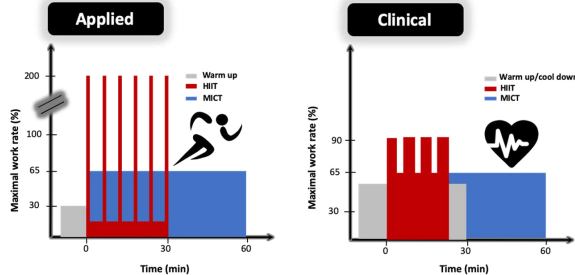 Applied
Maximal work rate (%)
200
100
65
30
Warm up
HIIT
MICT
0
30
60
Time (min)
Clinical
Maximal work rate (%)
90
65
30
Warm up/cool down
HIIT
MICT
0
30
60
Time (min)